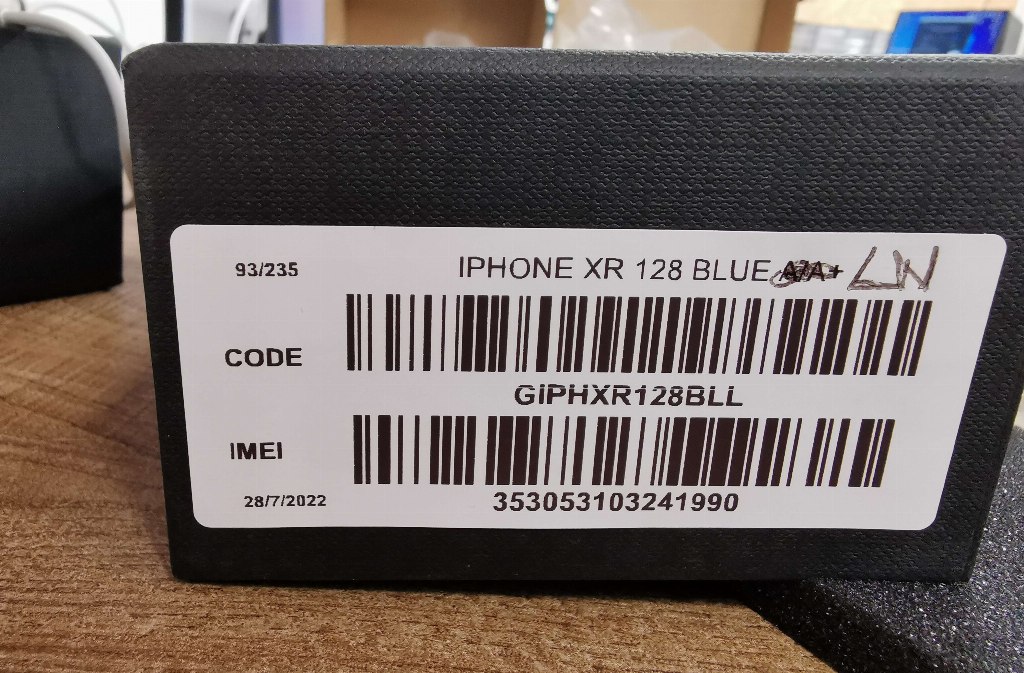 93/235
IPHONE XR 128 BLUE A/A+ LN
CODE
GiPHXR128BLL
IMEI
28/7/2022
353053103241990